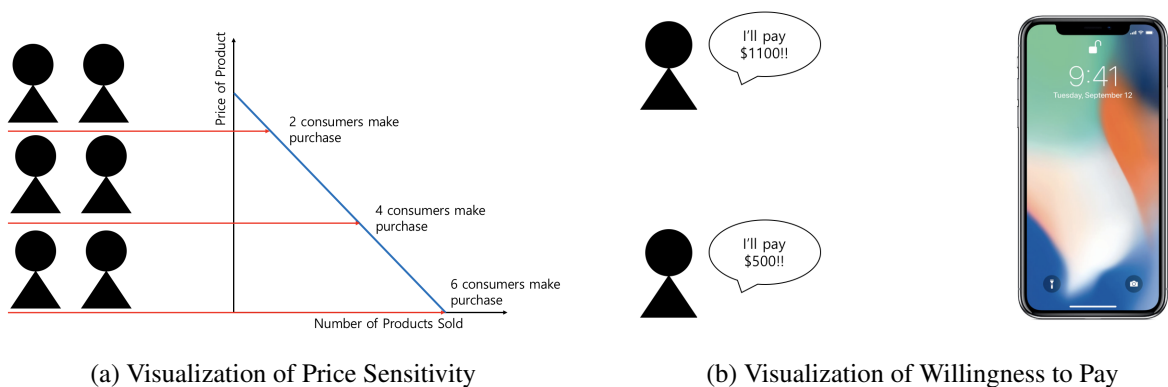 Price of Product
2 consumers make
purchase
4 consumers make
purchase
6 consumers make
purchase
Number of Products Sold
(a) Visualization of Price Sensitivity
I'll pay
$1100!!
I'll pay
$500!!
9:41
Tuesday, September 12
(b) Visualization of Willingness to Pay